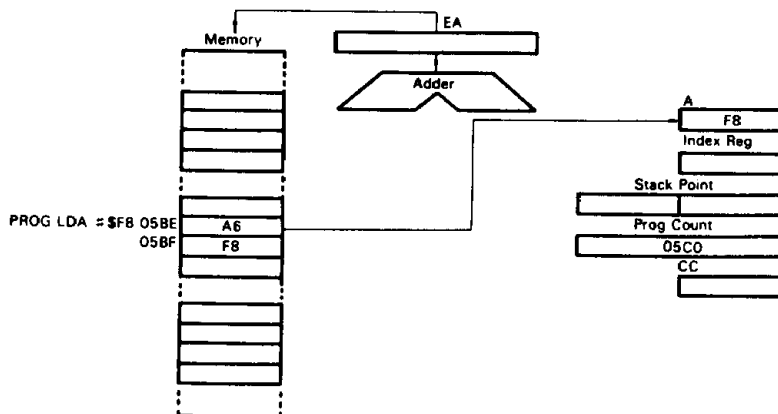 EA
Memory
Adder
A
F8
Index Reg
Stack Point
PROG LDA #$F8 05BE A6
Prog Count
05BF F8
05C0
CC